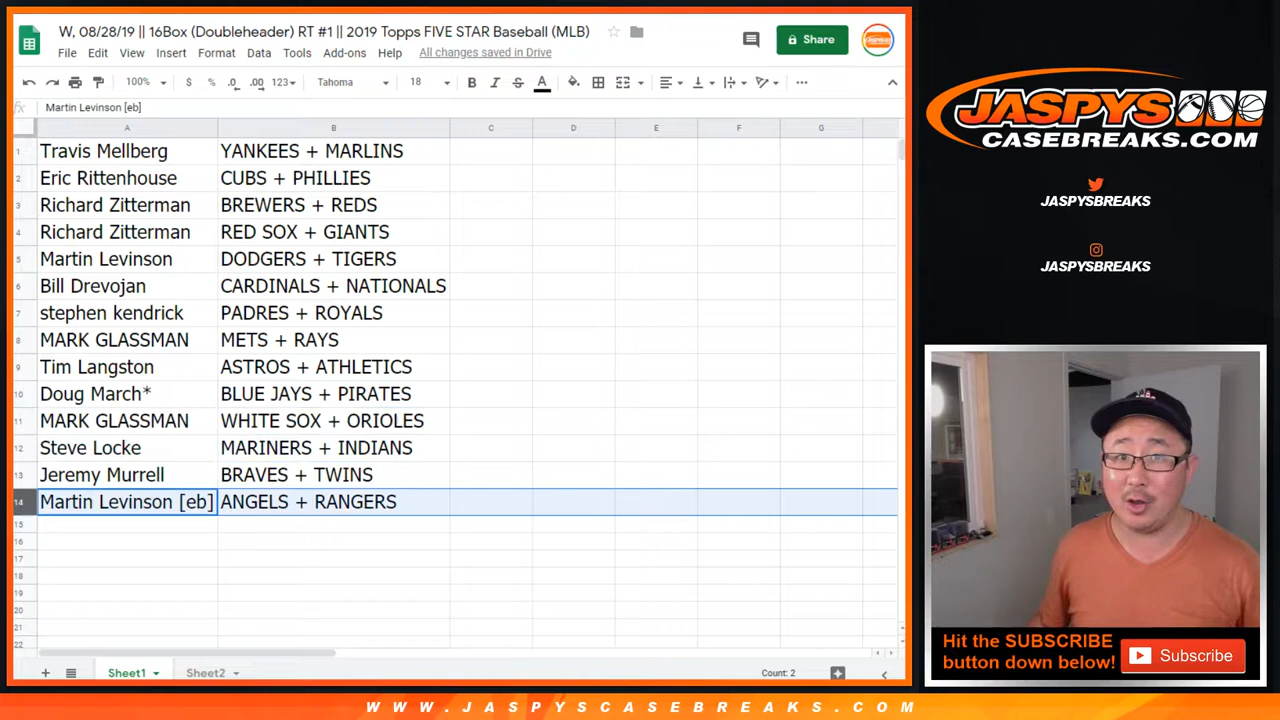 W, 08/28/19 || 16Box (Doubleheader) RT #1 || 2019 Topps FIVE STAR Baseball (MLB)
Share
File Edit View Insert Format Data Tools Add-ons Help All changes saved in Drive
100% $ % .0 .00 123 Tahoma 18 B I S A
fx Martin Levinson [eb]
A B C D E F G
1 Travis Mellberg YANKEES + MARLINS
2 Eric Rittenhouse CUBS + PHILLIES
3 Richard Zitterman BREWERS + REDS
4 Richard Zitterman RED SOX + GIANTS
5 Martin Levinson DODGERS + TIGERS
6 Bill Drevojan CARDINALS + NATIONALS
7 stephen kendrick PADRES + ROYALS
8 MARK GLASSMAN METS + RAYS
9 Tim Langston ASTROS + ATHLETICS
10 Doug March* BLUE JAYS + PIRATES
11 MARK GLASSMAN WHITE SOX + ORIOLES
12 Steve Locke MARINERS + INDIANS
13 Jeremy Murrell BRAVES + TWINS
14 Martin Levinson [eb] ANGELS + RANGERS
15
16
17
18
19
20
21
22
Sheet1 Sheet2 Count: 2
JASPYS
CASEBREAKS.COM
JASPYSBREAKS
JASPYSBREAKS
Hit the SUBSCRIBE
button down below!
Subscribe
WWW.JASPYSCASEBREAKS.COM